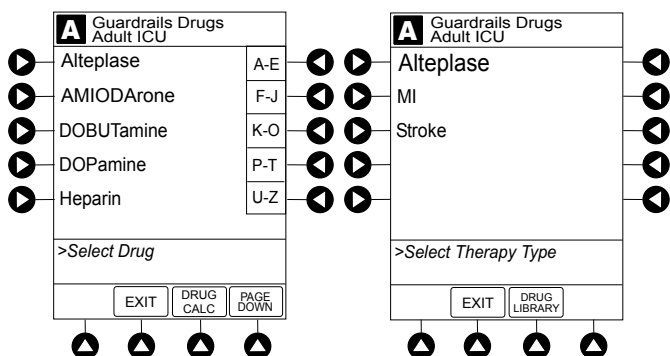 A
Guardrails Drugs
Adult ICU
Alteplase
A-E
AMIODArone
F-J
DOBUTamine
K-O
DOPamine
P-T
Heparin
U-Z
>Select Drug
EXIT
DRUG
CALC
PAGE
DOWN
A
Guardrails Drugs
Adult ICU
Alteplase
MI
Stroke
>Select Therapy Type
EXIT
DRUG
LIBRARY